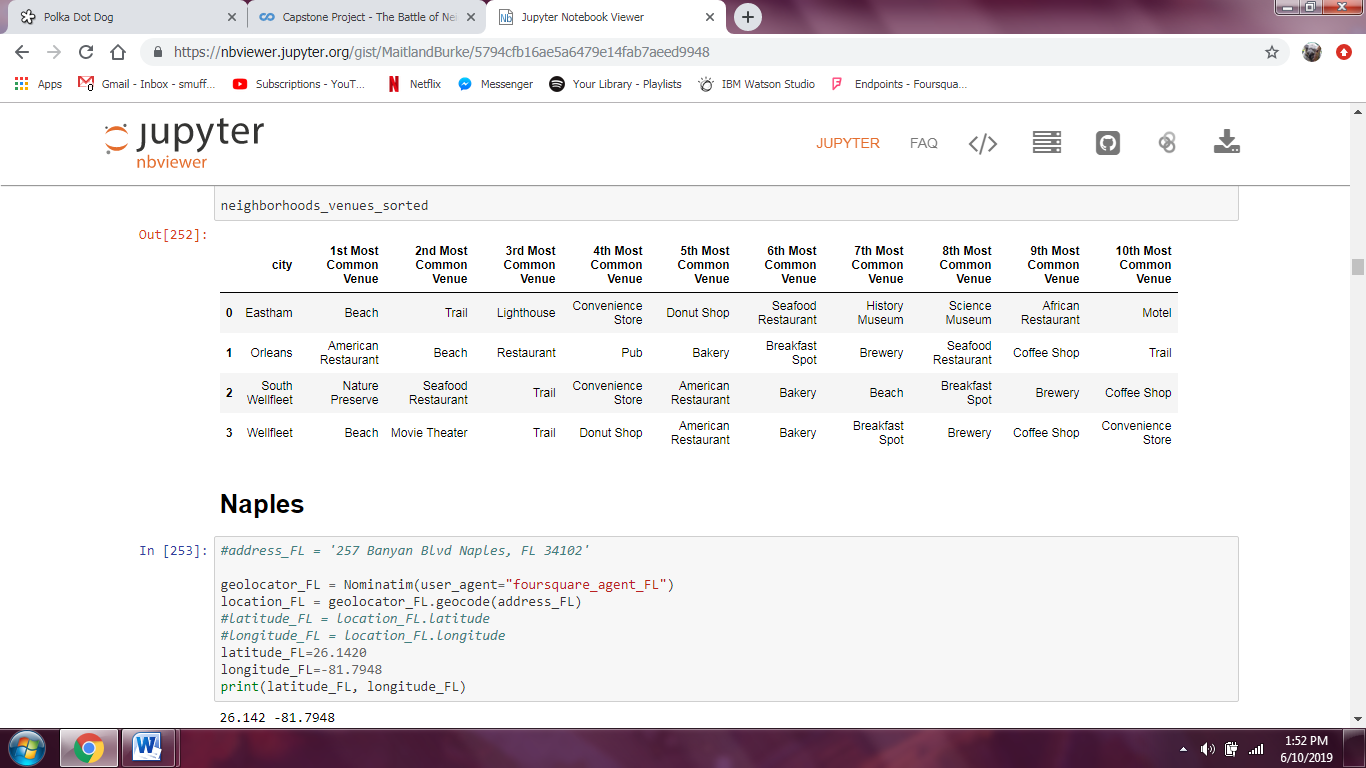 Polka Dot Dog
Capstone Project - The Battle of Nei
Jupyter Notebook Viewer
https://nbviewer.jupyter.org/gist/MaitlandBurke/5794cfb16ae5a6479e14fab7aeed9948
Apps Gmail - Inbox - smuff... Subscriptions - YouT... Netflix Messenger Your Library - Playlists IBM Watson Studio Endpoints - Foursqua...
jupyter
nbviewer
JUPYTER FAQ
neighborhoods_venues_sorted
Out[252]:
city 1st Most Common Venue 2nd Most Common Venue 3rd Most Common Venue 4th Most Common Venue 5th Most Common Venue 6th Most Common Venue 7th Most Common Venue 8th Most Common Venue 9th Most Common Venue 10th Most Common Venue
0 Eastham Beach Trail Lighthouse Convenience Store Donut Shop Seafood Restaurant History Museum Science Museum African Restaurant Motel
1 Orleans American Restaurant Beach Restaurant Pub Bakery Breakfast Spot Brewery Seafood Restaurant Coffee Shop Trail
2 South Wellfleet Nature Preserve Seafood Restaurant Trail Convenience Store American Restaurant Bakery Beach Breakfast Spot Brewery Coffee Shop
3 Wellfleet Beach Movie Theater Trail Donut Shop American Restaurant Bakery Breakfast Spot Brewery Coffee Shop Convenience Store
Naples
In [253]:
#address_FL = '257 Banyan Blvd Naples, FL 34102'
geolocator_FL = Nominatim(user_agent="foursquare_agent_FL")
location_FL = geolocator_FL.geocode(address_FL)
#latitude_FL = location_FL.latitude
#longitude_FL = location_FL.longitude
latitude_FL=26.1420
longitude_FL=-81.7948
print(latitude_FL, longitude_FL)
26.142 -81.7948
1:52 PM
6/10/2019